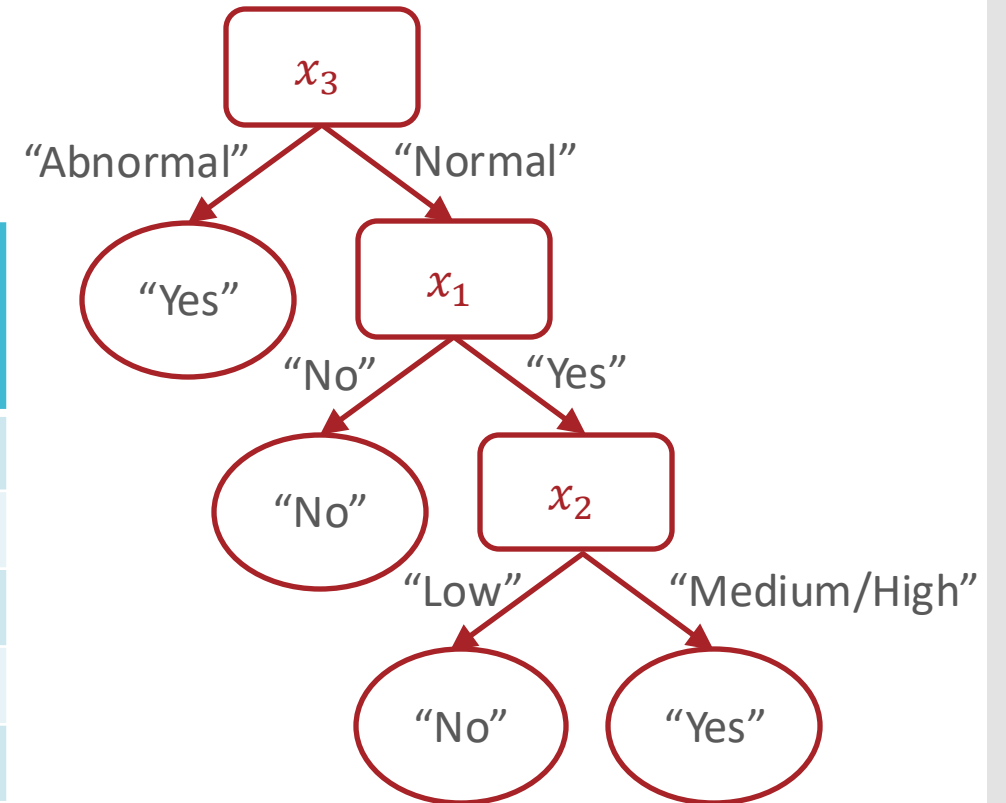 x₃
“Abnormal” “Normal”
“Yes” x₁
“No” “Yes”
“No” x₂
“Low” “Medium/High”
“No” “Yes”